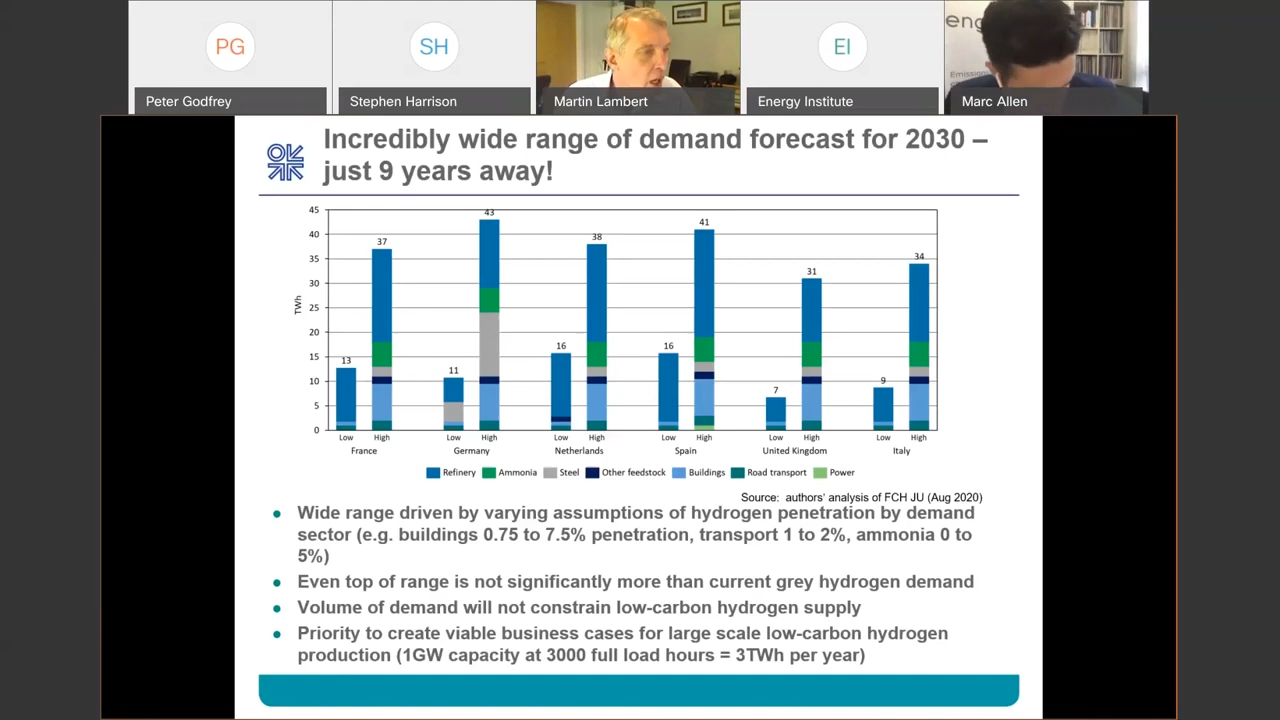 PG
SH
EI
eng
Emission
Peter Godfrey
Stephen Harrison
Martin Lambert
Energy Institute
Marc Allen
Incredibly wide range of demand forecast for 2030 –
just 9 years away!
TWh
45
40
35
30
25
20
15
10
5
0
13
37
11
43
16
38
16
41
7
31
9
34
Low High Low High Low High Low High Low High Low High
France Germany Netherlands Spain United Kingdom Italy
Refinery Ammonia Steel Other feedstock Buildings Road transport Power
Source: authors' analysis of FCH JU (Aug 2020)
• Wide range driven by varying assumptions of hydrogen penetration by demand
sector (e.g. buildings 0.75 to 7.5% penetration, transport 1 to 2%, ammonia 0 to
5%)
• Even top of range is not significantly more than current grey hydrogen demand
• Volume of demand will not constrain low-carbon hydrogen supply
• Priority to create viable business cases for large scale low-carbon hydrogen
production (1GW capacity at 3000 full load hours = 3TWh per year)